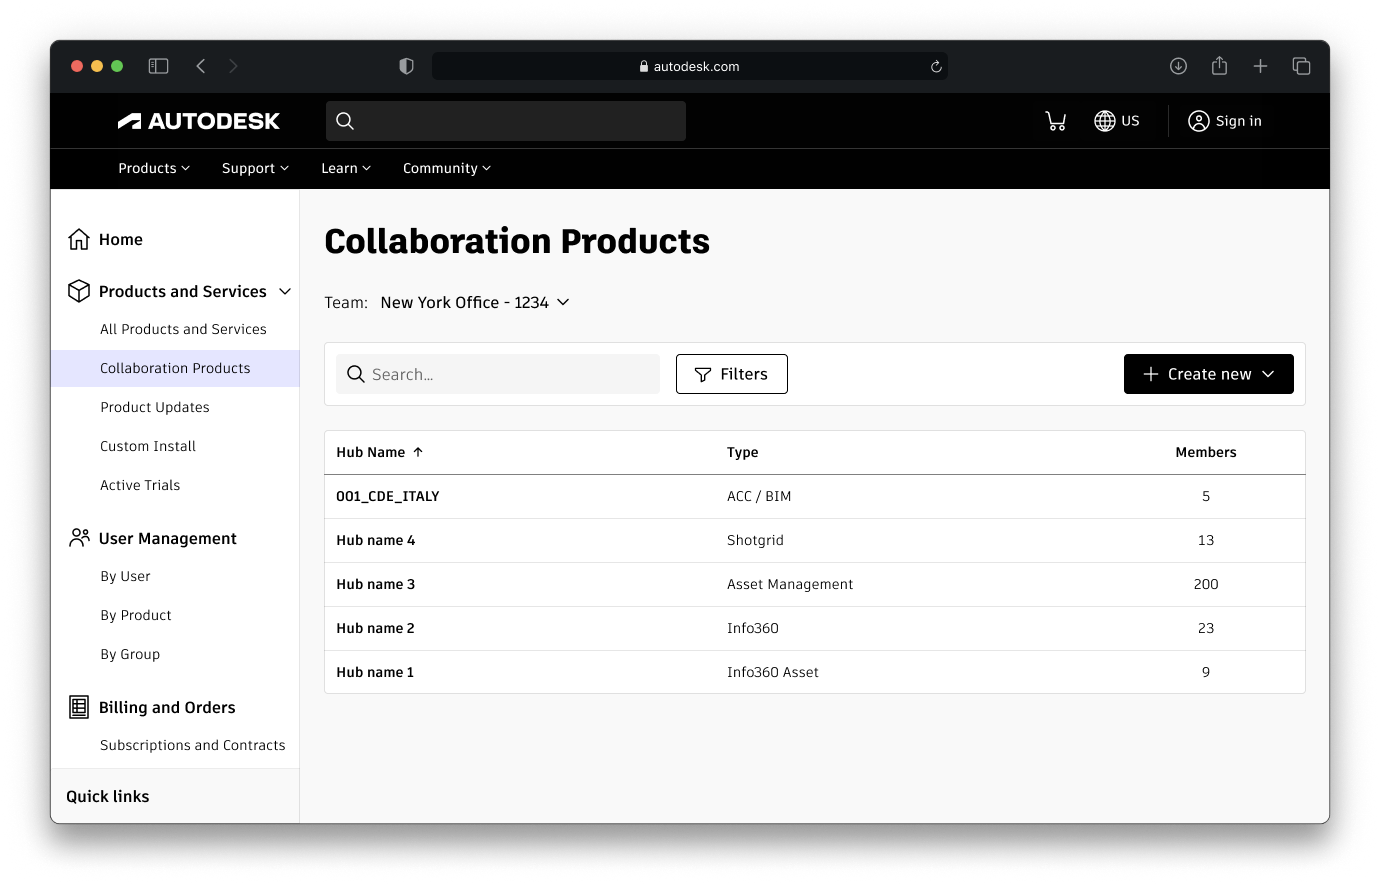 autodesk.com
AUTODESK
US
Sign in
Products
Support
Learn
Community
Home
Products and Services
All Products and Services
Collaboration Products
Product Updates
Custom Install
Active Trials
User Management
By User
By Product
By Group
Billing and Orders
Subscriptions and Contracts
Quick links
Collaboration Products
Team: New York Office - 1234
Search...
Filters
Create new
Hub Name Type Members
001_CDE_ITALY ACC / BIM 5
Hub name 4 Shotgrid 13
Hub name 3 Asset Management 200
Hub name 2 Info360 23
Hub name 1 Info360 Asset 9